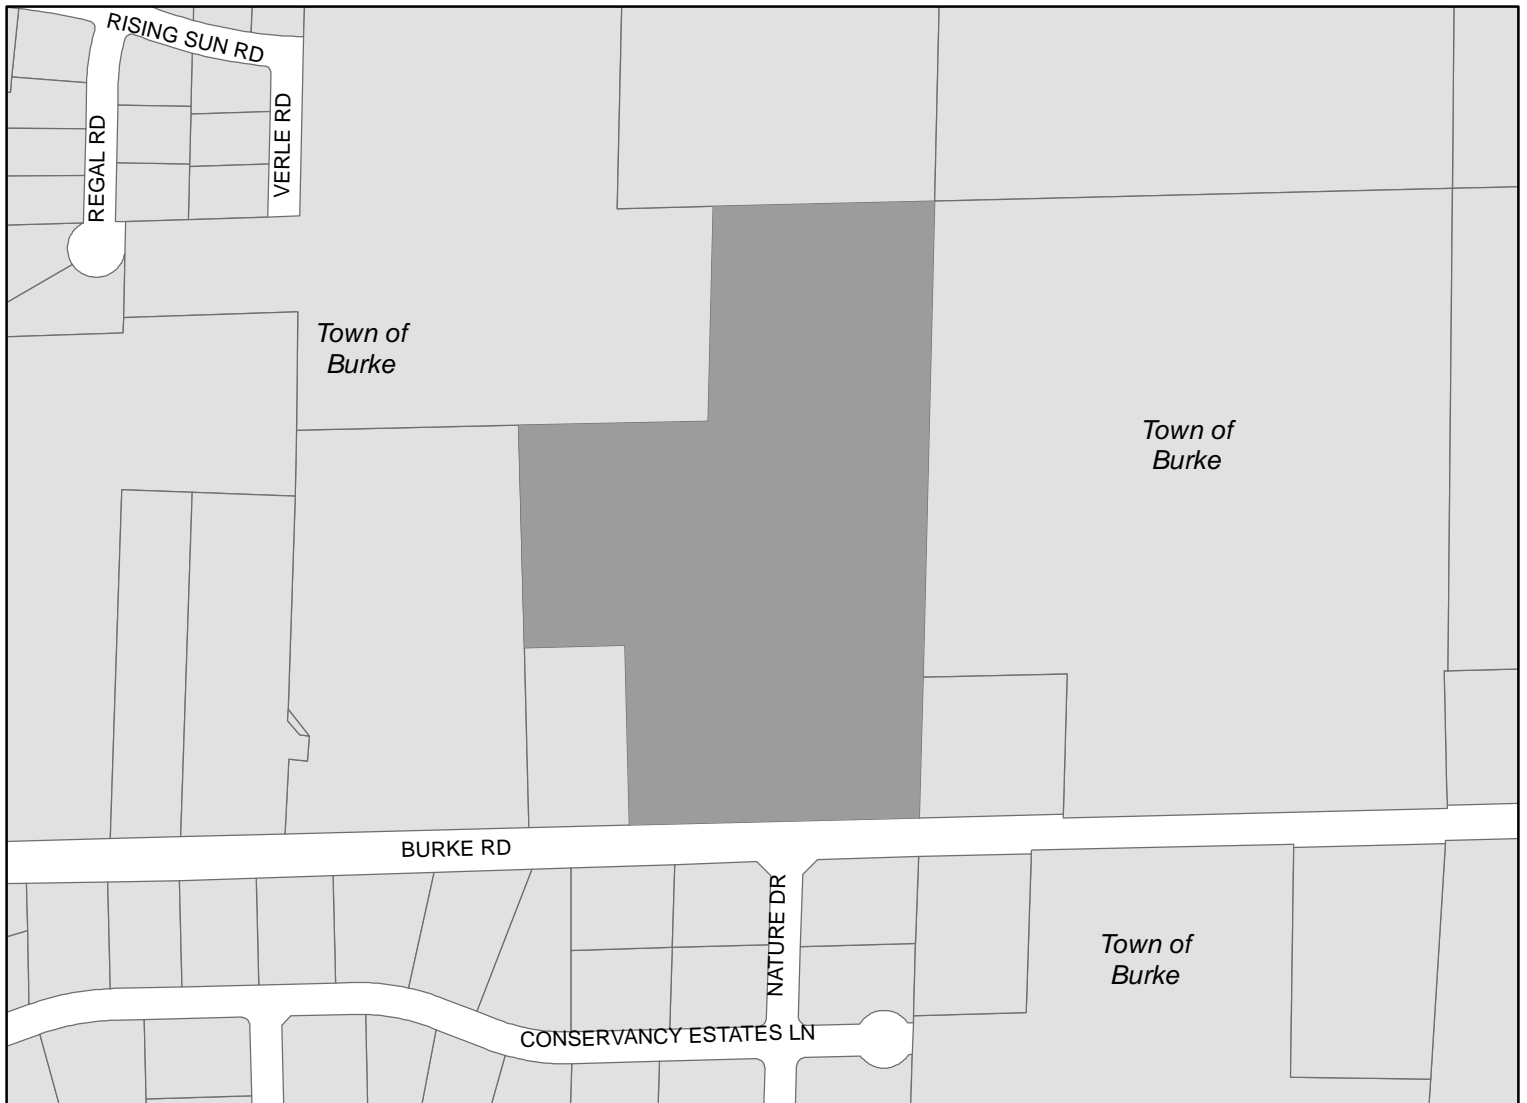 RISING SUN RD
REGAL RD
VERLE RD
Town of
Burke
Town of
Burke
BURKE RD
NATURE DR
Town of
Burke
CONSERVANCY ESTATES LN